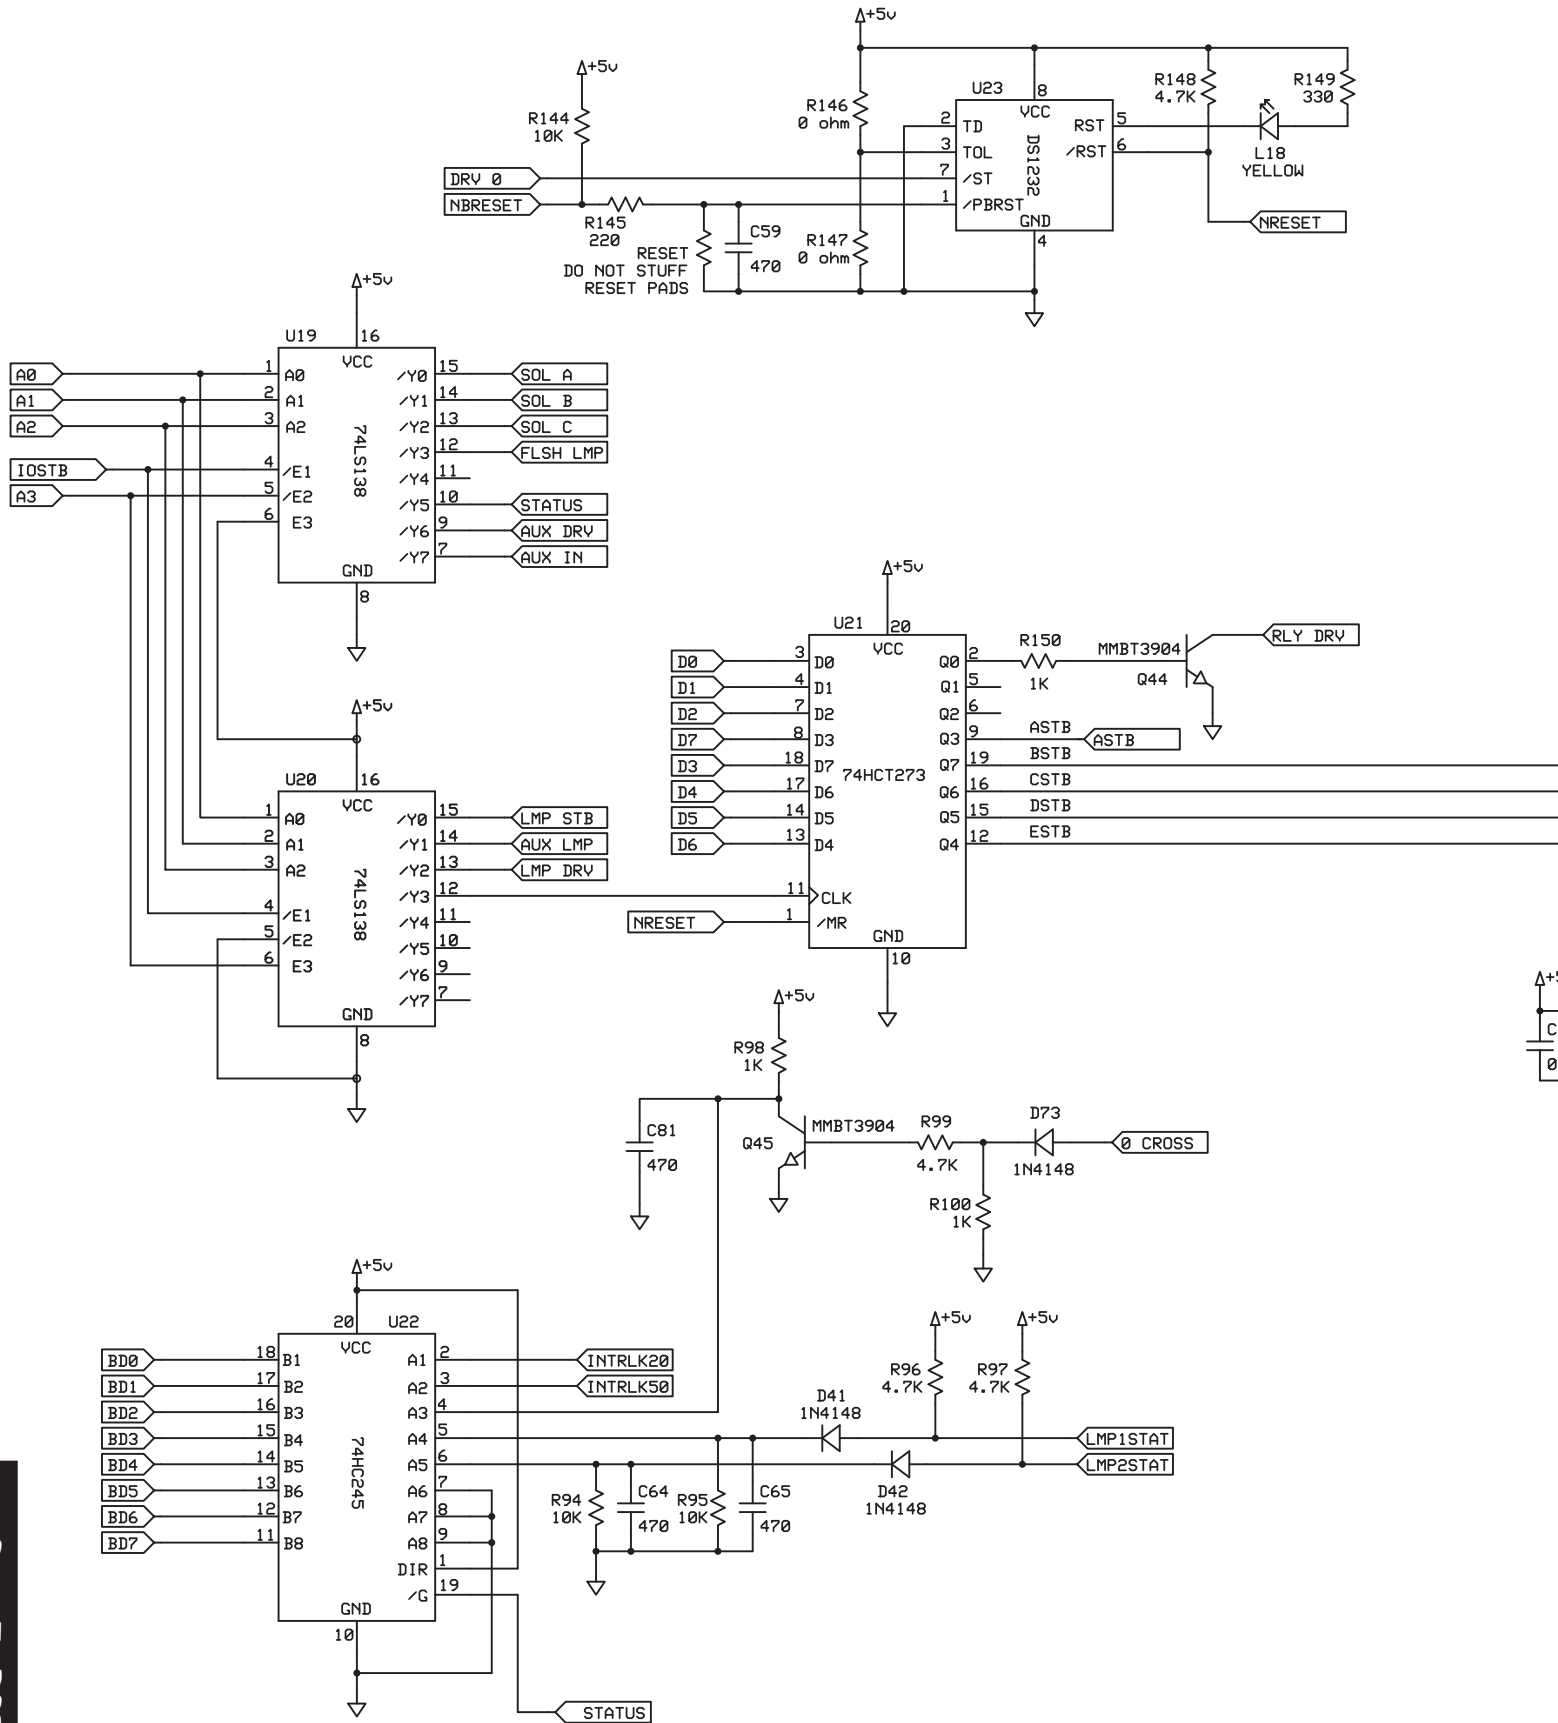 +5v
+5v
R144
10K
DRV 0
NBRESET
R145
220
RESET
DO NOT STUFF
RESET PADS
C59
470
R146
0 ohm
R147
0 ohm
U23
8
VCC
DS1232
2 TD
3 TOL
7 /ST
1 /PBRST
RST 5
/RST 6
GND
4
R148
4.7K
R149
330
L18
YELLOW
NRESET
+5v
U19
16
VCC
74LS138
A0 1 A0
A1 2 A1
A2 3 A2
IOSTB 4 /E1
A3 5 /E2
6 E3
/Y0 15 SOL A
/Y1 14 SOL B
/Y2 13 SOL C
/Y3 12 FLSH LMP
/Y4 11
/Y5 10 STATUS
/Y6 9 AUX DRV
/Y7 7 AUX IN
GND
8
+5v
U20
16
VCC
74LS138
1 A0
2 A1
3 A2
4 /E1
5 /E2
6 E3
/Y0 15 LMP STB
/Y1 14 AUX LMP
/Y2 13 LMP DRV
/Y3 12
/Y4 11
/Y5 10
/Y6 9
/Y7 7
GND
8
+5v
U21
20
VCC
74HCT273
D0 3 D0
D1 4 D1
D2 7 D2
D7 8 D3
D3 18 D7
D4 17 D6
D5 14 D5
D6 13 D4
11 CLK
NRESET 1 /MR
Q0 2
Q1 5
Q2 6
Q3 9 ASTB ASTB
Q7 19 BSTB
Q6 16 CSTB
Q5 15 DSTB
Q4 12 ESTB
GND
10
R150
1K
MMBT3904
Q44
RLY DRV
+5
C
0
+5v
R98
1K
C81
470
Q45
MMBT3904
R99
4.7K
D73
1N4148
0 CROSS
R100
1K
+5v
20
U22
VCC
74HC245
BD0 18 B1
BD1 17 B2
BD2 16 B3
BD3 15 B4
BD4 14 B5
BD5 13 B6
BD6 12 B7
BD7 11 B8
A1 2 INTRLK20
A2 3 INTRLK50
A3 4
A4 5
A5 6
A6 7
A7 8
A8 9
DIR 1
/G 19
GND
10
STATUS
+5v
+5v
R96
4.7K
R97
4.7K
D41
1N4148
LMP1STAT
LMP2STAT
D42
1N4148
R94
10K
C64
470
R95
10K
C65
470